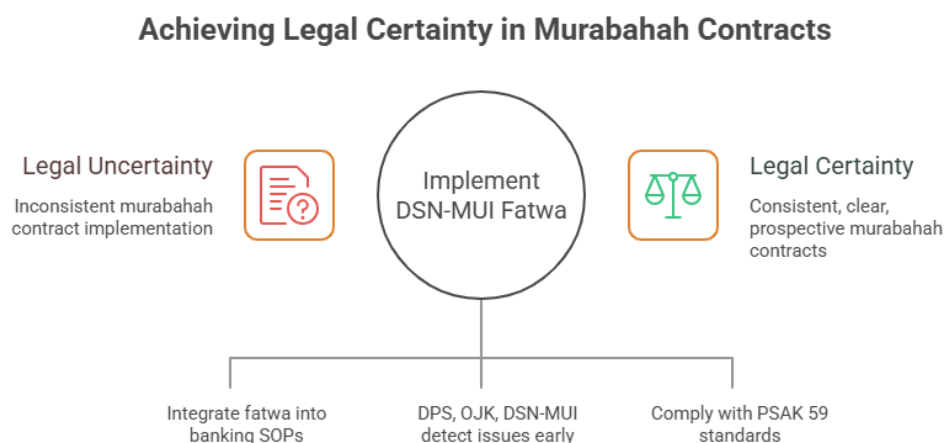 Achieving Legal Certainty in Murabahah Contracts
Legal Uncertainty
Inconsistent murabahah
contract implementation
Implement
DSN-MUI Fatwa
Legal Certainty
Consistent, clear,
prospective murabahah
contracts
Integrate fatwa into
banking SOPs
DPS, OJK, DSN-MUI
detect issues early
Comply with PSAK 59
standards